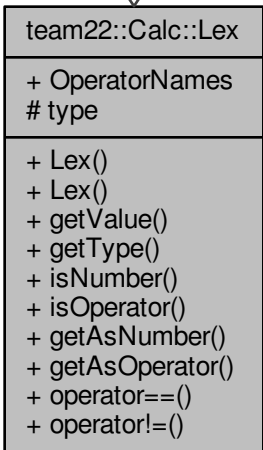 team22::Calc::Lex
+ OperatorNames
# type
+ Lex()
+ Lex()
+ getValue()
+ getType()
+ isNumber()
+ isOperator()
+ getAsNumber()
+ getAsOperator()
+ operator==()
+ operator!=()